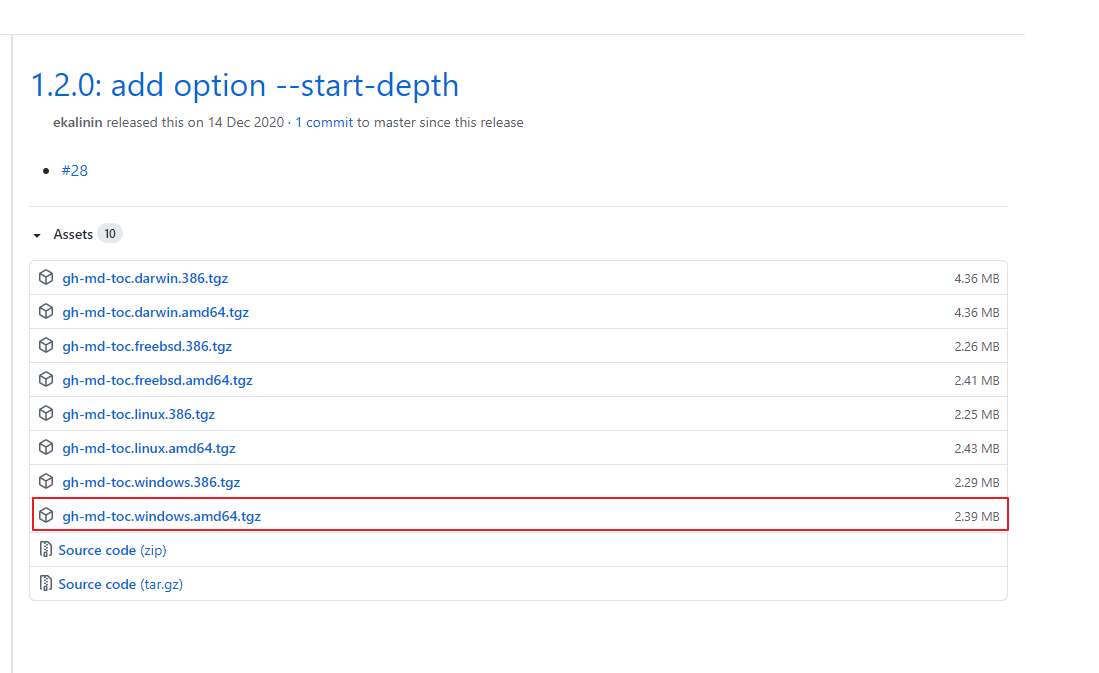 1.2.0: add option --start-depth
ekalinin released this on 14 Dec 2020 · 1 commit to master since this release
#28
Assets 10
gh-md-toc.darwin.386.tgz 4.36 MB
gh-md-toc.darwin.amd64.tgz 4.36 MB
gh-md-toc.freebsd.386.tgz 2.26 MB
gh-md-toc.freebsd.amd64.tgz 2.41 MB
gh-md-toc.linux.386.tgz 2.25 MB
gh-md-toc.linux.amd64.tgz 2.43 MB
gh-md-toc.windows.386.tgz 2.29 MB
gh-md-toc.windows.amd64.tgz 2.39 MB
Source code (zip)
Source code (tar.gz)